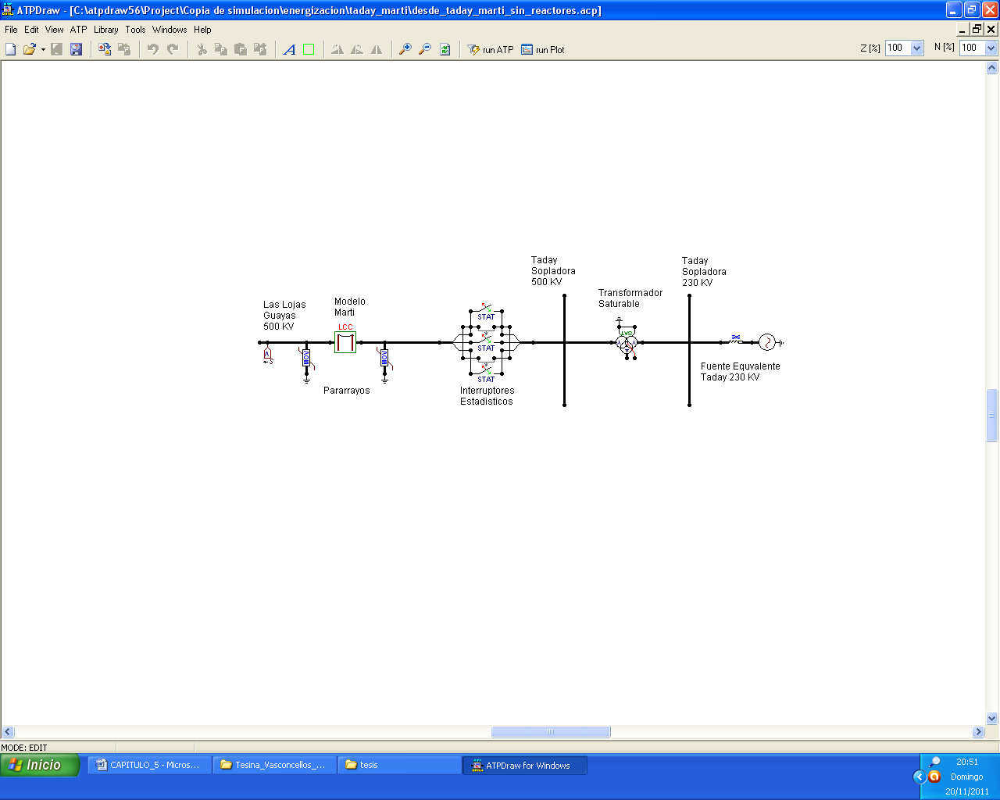 ATPDraw - [C:\atpdraw56\Project\Copia de simulacion\energizacion\taday_marti\desde_taday_marti_sin_reactores.acp]
File Edit View ATP Library Tools Windows Help
A run ATP run Plot Z [%] 100 N [%] 100
Taday
Sopladora
500 KV
Taday
Sopladora
230 KV
Transformador
Saturable
Las Lojas
Guayas
500 KV
Modelo
Marti
LCC
STAT
STAT
STAT
SAT
V
MOV
MOV
Pararrayos
Interruptores
Estadisticos
Fuente Equvalente
Taday 230 KV
MODE: EDIT
Inicio
CAPITULO_5 - Micros...
Tesina_Vasconcellos_...
tesis
ATPDraw for Windows
20:51
Domingo
20/11/2011